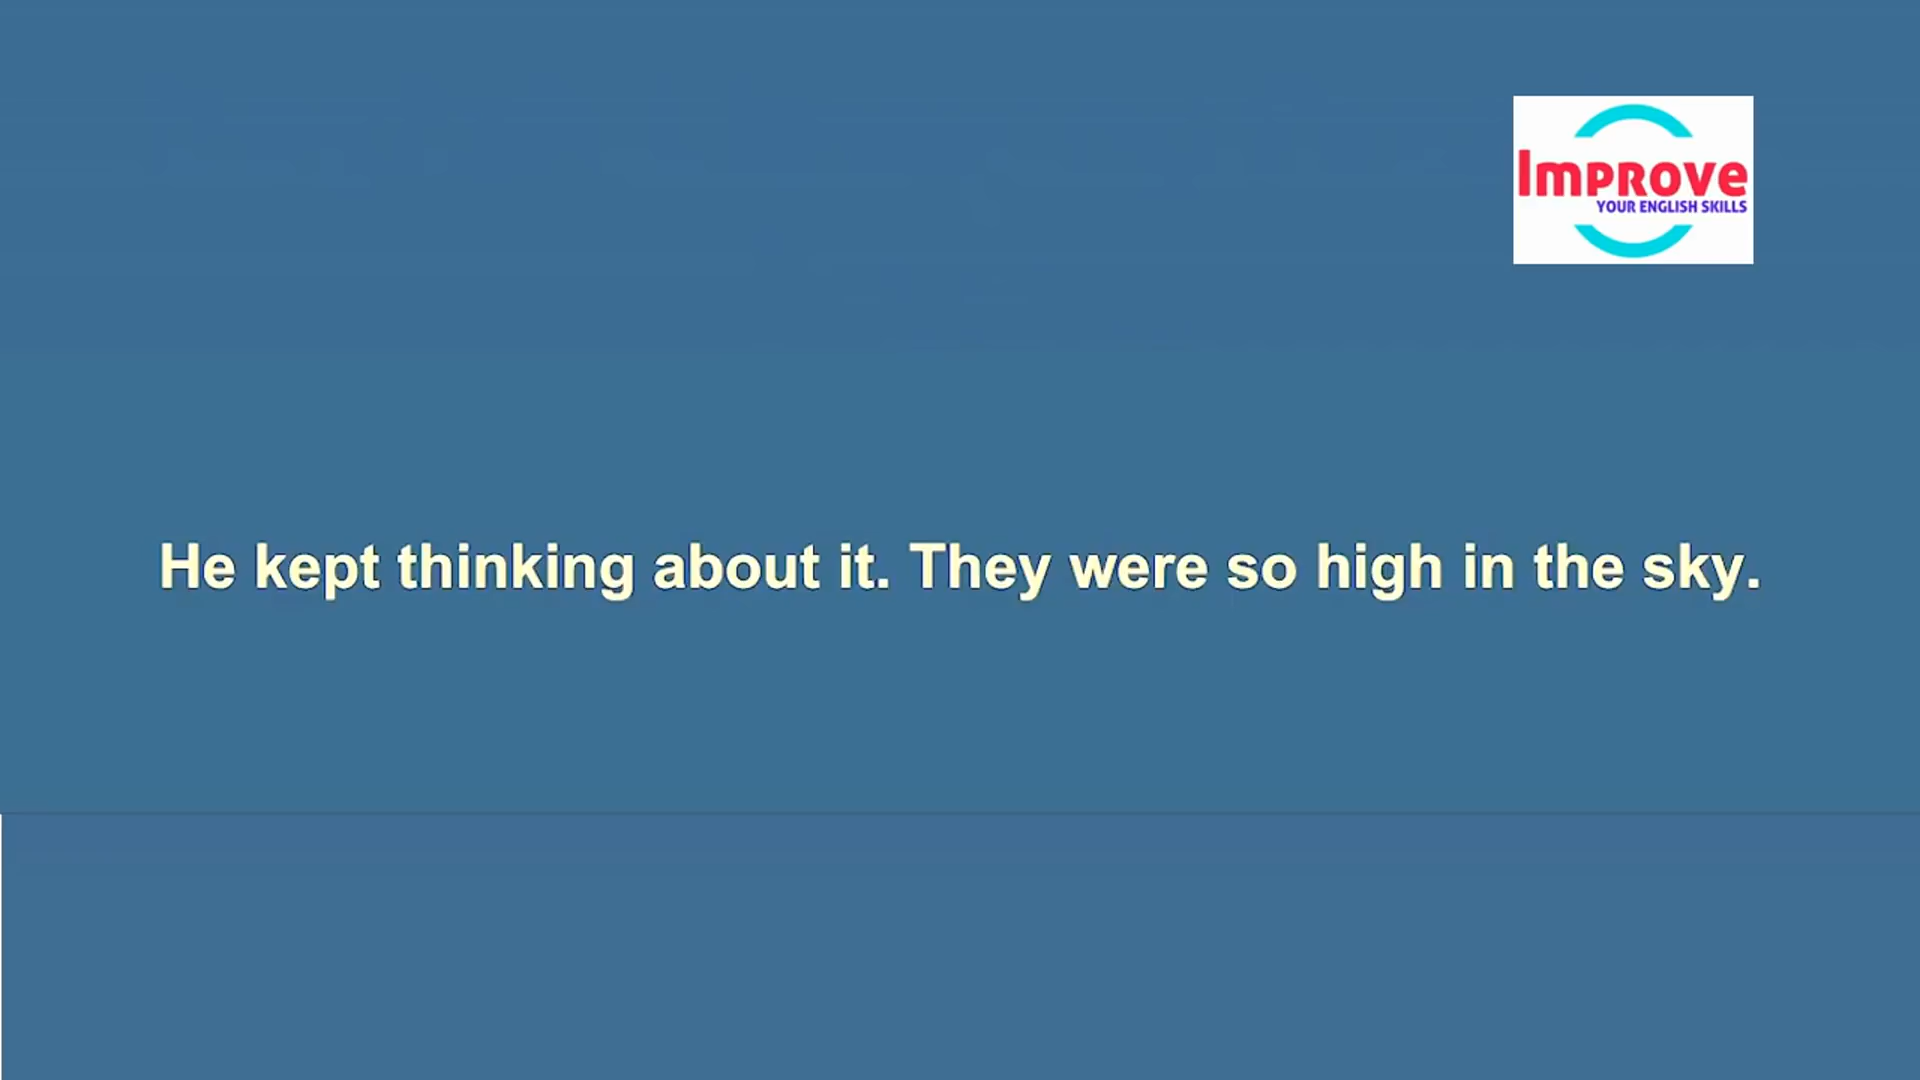 Improve
YOUR ENGLISH SKILLS
He kept thinking about it. They were so high in the sky.